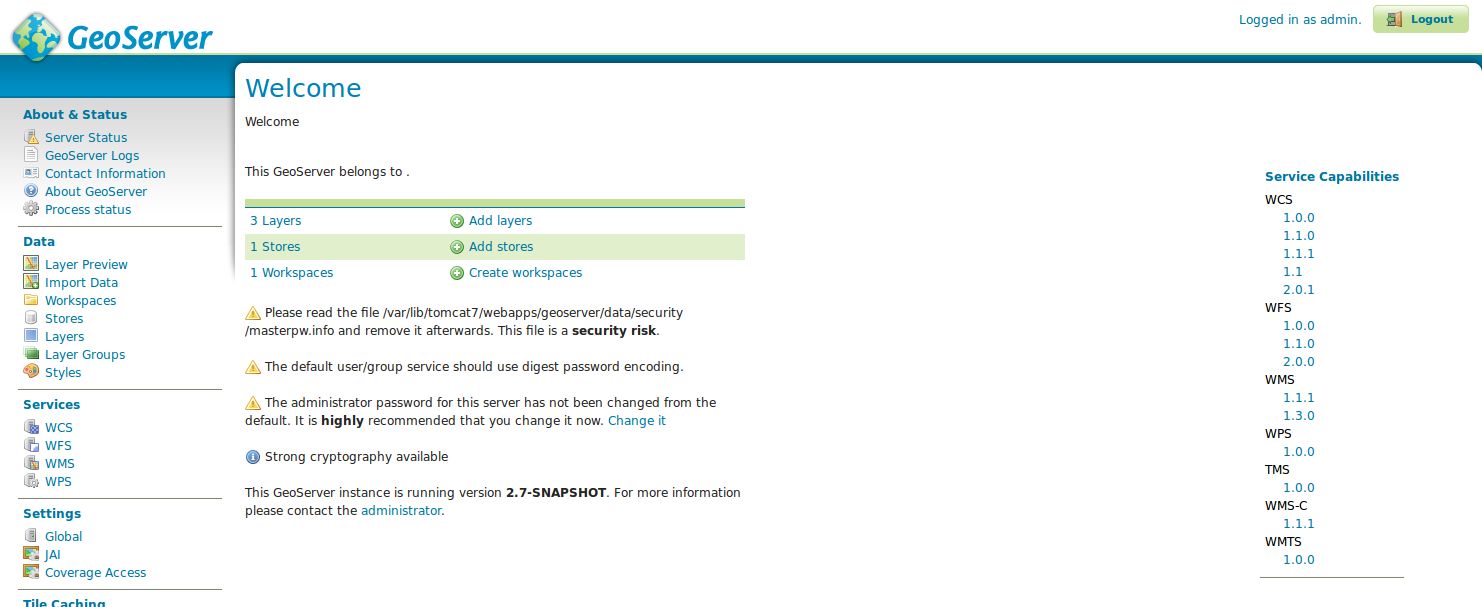 GeoServer
Logged in as admin.
Logout
About & Status
Server Status
GeoServer Logs
Contact Information
About GeoServer
Process status
Data
Layer Preview
Import Data
Workspaces
Stores
Layers
Layer Groups
Styles
Services
WCS
WFS
WMS
WPS
Settings
Global
JAI
Coverage Access
Tile Caching
Welcome
Welcome
This GeoServer belongs to .
3 Layers Add layers
1 Stores Add stores
1 Workspaces Create workspaces
Please read the file /var/lib/tomcat7/webapps/geoserver/data/security
/masterpw.info and remove it afterwards. This file is a security risk.
The default user/group service should use digest password encoding.
The administrator password for this server has not been changed from the
default. It is highly recommended that you change it now. Change it
Strong cryptography available
This GeoServer instance is running version 2.7-SNAPSHOT. For more information
please contact the administrator.
Service Capabilities
WCS
1.0.0
1.1.0
1.1.1
1.1
2.0.1
WFS
1.0.0
1.1.0
2.0.0
WMS
1.1.1
1.3.0
WPS
1.0.0
TMS
1.0.0
WMS-C
1.1.1
WMTS
1.0.0